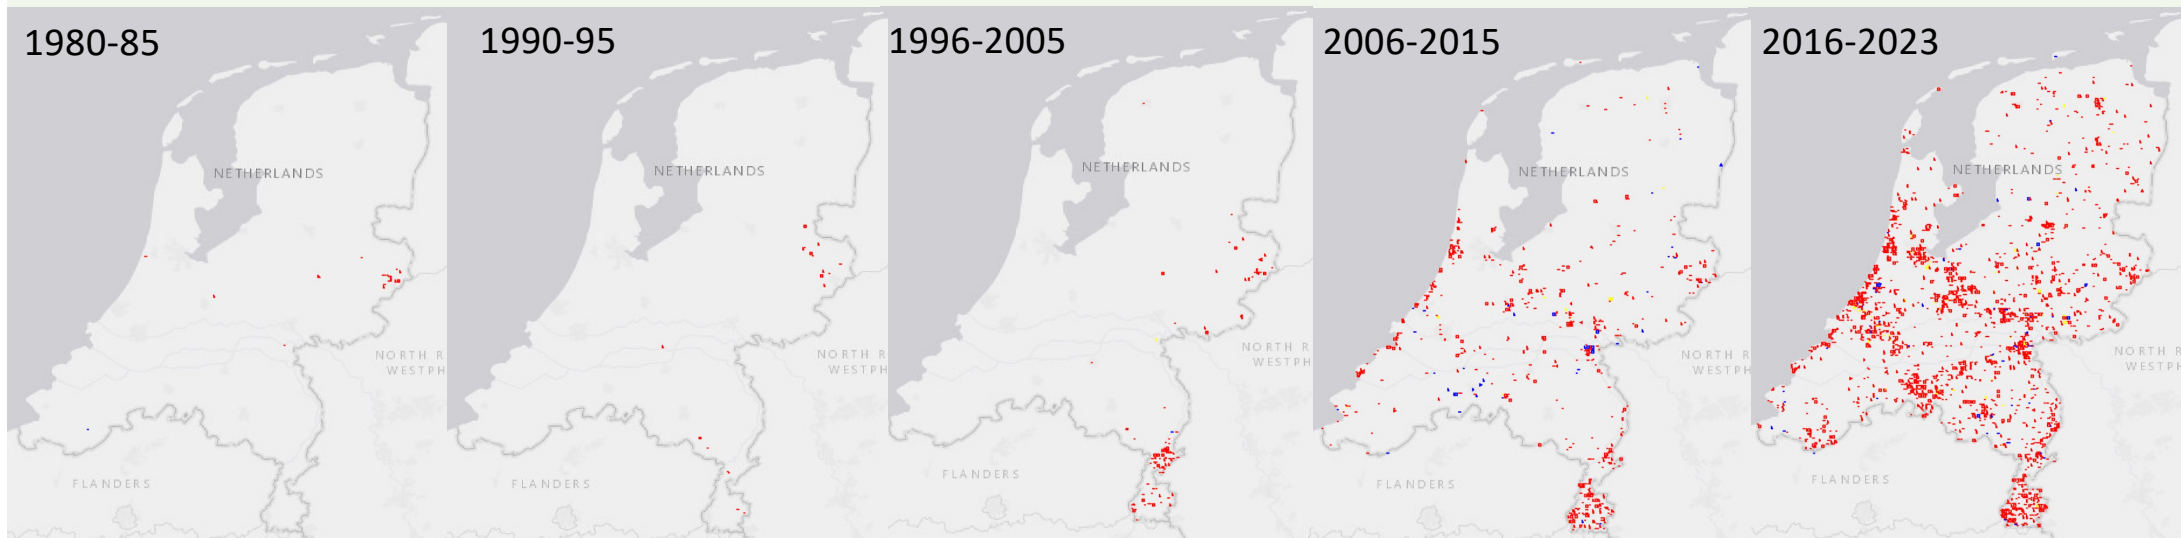 1980-85
NETHERLANDS
NORTH R
WESTPH
FLANDERS
1990-95
NETHERLANDS
NORTH R
WESTPH
FLANDERS
1996-2005
NETHERLANDS
NORTH R
WESTPH
FLANDERS
2006-2015
NETHERLANDS
NORTH R
WESTP
FLANDERS
2016-2023
NETHERLANDS
NORTH R
WESTPH
FLANDERS